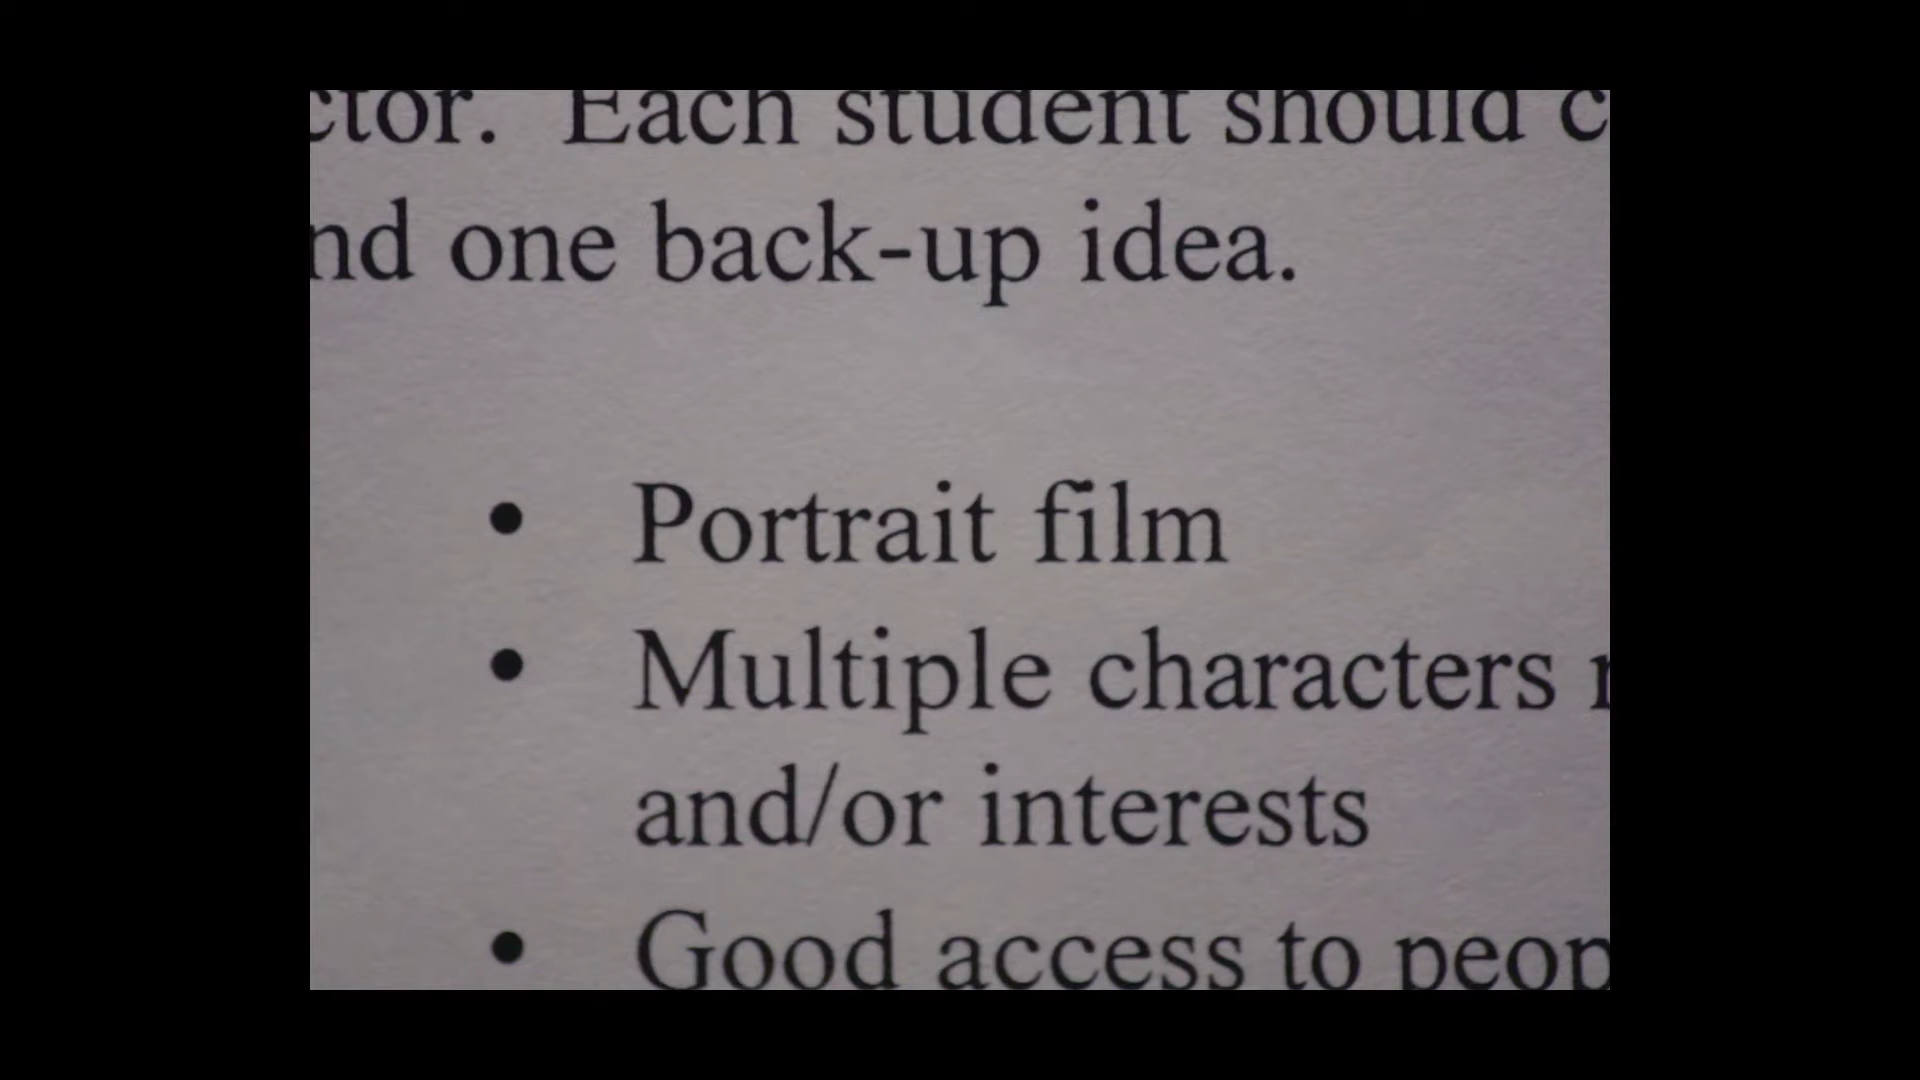 ctor. Each student should c
nd one back-up idea.
• Portrait film
• Multiple characters
and/or interests
• Good access to peop